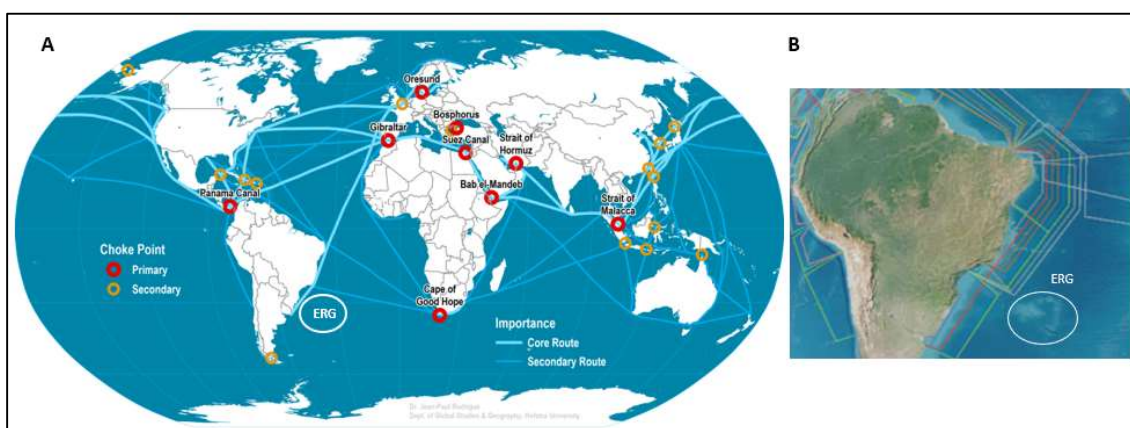 A
B
Oresund
Bosphorus
Gibraltar
Suez Canal
Strait of
Hormuz
Bab el-Mandeb
Panama Canal
Strait of
Malacca
Choke Point
Primary
Secondary
ERG
Cape of
Good Hope
Importance
Core Route
Secondary Route
ERG
Dr. Jean-Paul Rodrigue
Dept. of Global Studies & Geography, Hofstra University